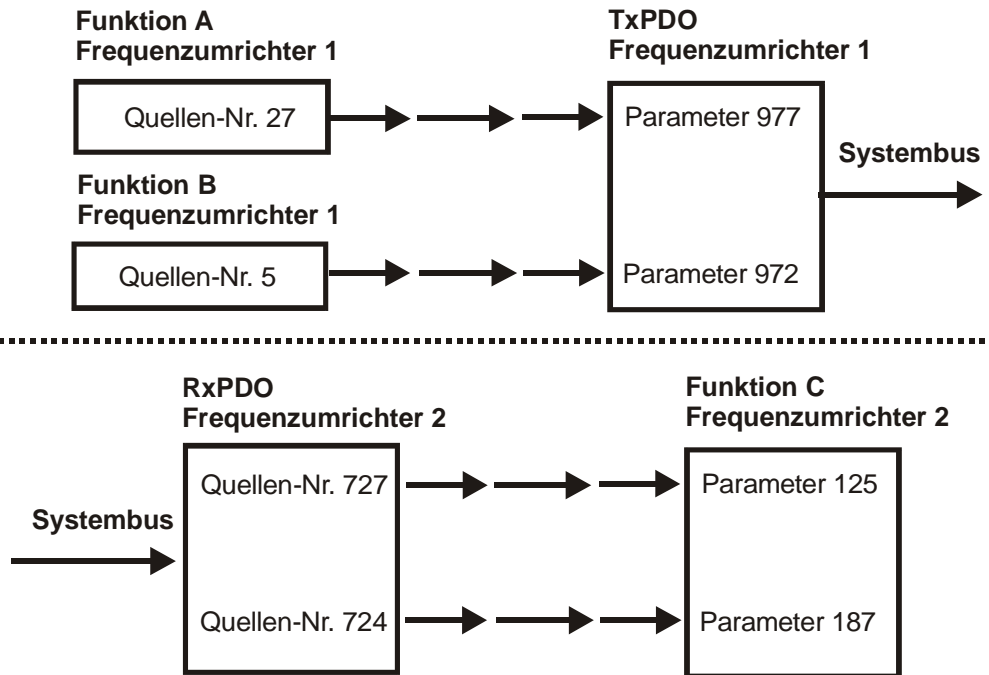 Funktion A
Frequenzumrichter 1
Quellen-Nr. 27
TxPDO
Frequenzumrichter 1
Parameter 977
Systembus
Funktion B
Frequenzumrichter 1
Quellen-Nr. 5
Parameter 972
RxPDO
Frequenzumrichter 2
Funktion C
Frequenzumrichter 2
Quellen-Nr. 727
Parameter 125
Systembus
Quellen-Nr. 724
Parameter 187